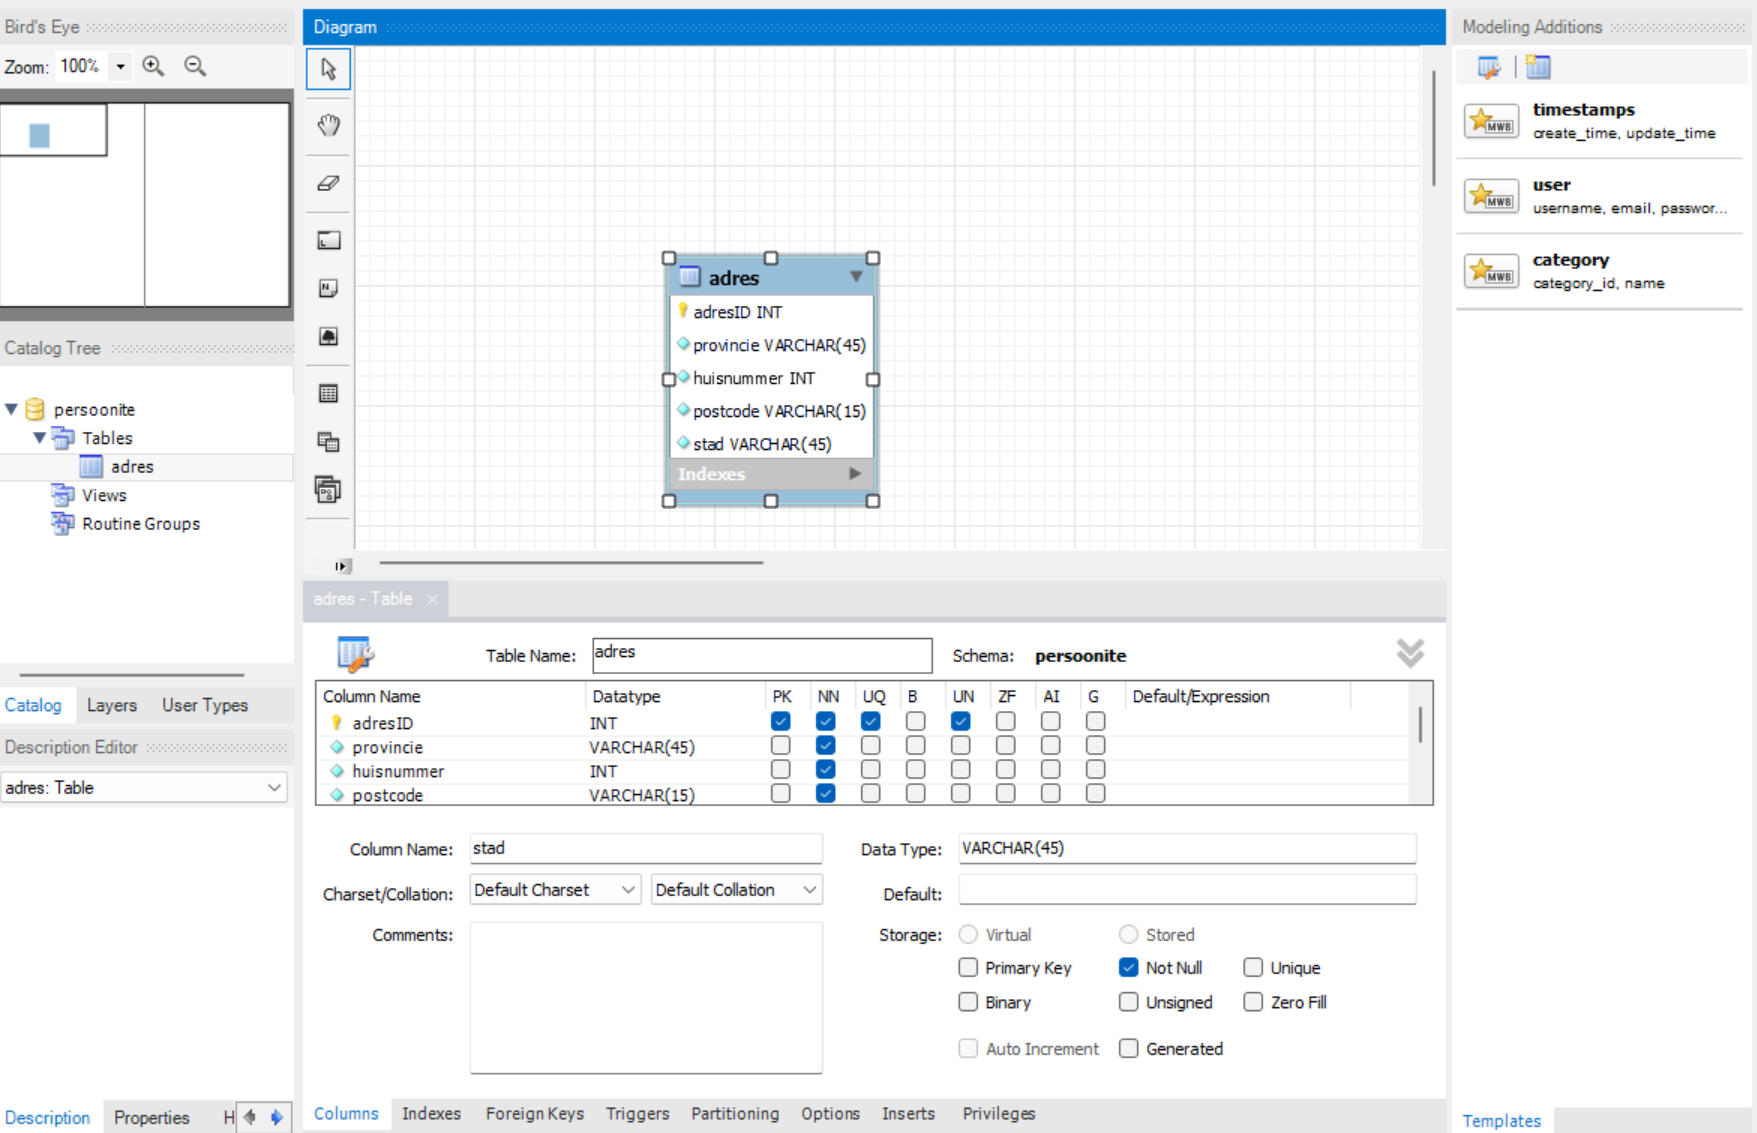 Bird's Eye
Zoom: 100%
Catalog Tree
persoonite
Tables
adres
Views
Routine Groups
Catalog Layers User Types
Description Editor
adres: Table
Description Properties H
Diagram
adres
adresID INT
provincie VARCHAR(45)
huisnummer INT
postcode VARCHAR(15)
stad VARCHAR(45)
Indexes
adres - Table
Table Name: adres Schema: persoonite
Column Name Datatype PK NN UQ B UN ZF AI G Default/Expression
adresID INT
provincie VARCHAR(45)
huisnummer INT
postcode VARCHAR(15)
Column Name: stad Data Type: VARCHAR(45)
Charset/Collation: Default Charset Default Collation Default:
Comments: Storage: Virtual Stored
Primary Key Not Null Unique
Binary Unsigned Zero Fill
Auto Increment Generated
Columns Indexes Foreign Keys Triggers Partitioning Options Inserts Privileges
Modeling Additions
MWB
timestamps
create_time, update_time
MWB
user
username, email, passwor...
MWB
category
category_id, name
Templates